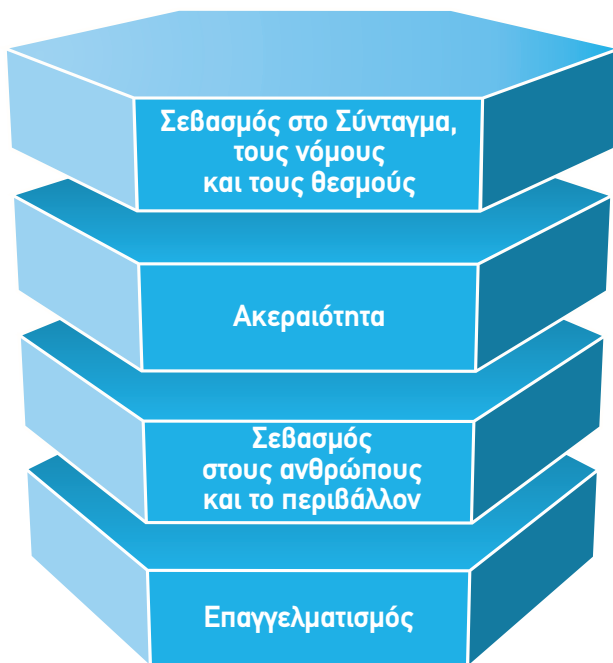 Σεβασμός στο Σύνταγμα,
τους νόμους
και τους θεσμούς
Ακεραιότητα
Σεβασμός
στους ανθρώπους
και το περιβάλλον
Επαγγελματισμός